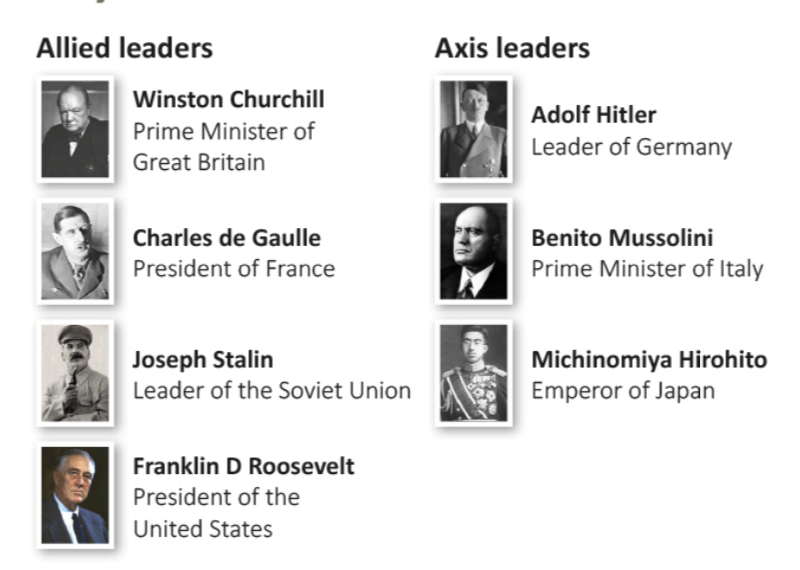 Allied leaders
Winston Churchill
Prime Minister of
Great Britain
Charles de Gaulle
President of France
Joseph Stalin
Leader of the Soviet Union
Franklin D Roosevelt
President of the
United States
Axis leaders
Adolf Hitler
Leader of Germany
Benito Mussolini
Prime Minister of Italy
Michinomiya Hirohito
Emperor of Japan